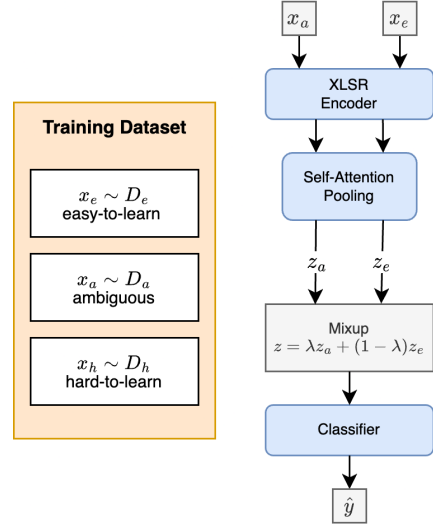 Training Dataset
x_e ∼ D_e
easy-to-learn
x_a ∼ D_a
ambiguous
x_h ∼ D_h
hard-to-learn
x_a x_e
XLSR
Encoder
Self-Attention
Pooling
z_a z_e
Mixup
z = λz_a + (1 − λ)z_e
Classifier
ŷ